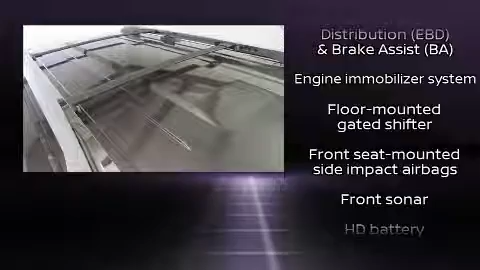 Distribution (EBD)
& Brake Assist (BA)
Engine immobilizer system
Floor-mounted
gated shifter
Front seat-mounted
side impact airbags
Front sonar
HD battery